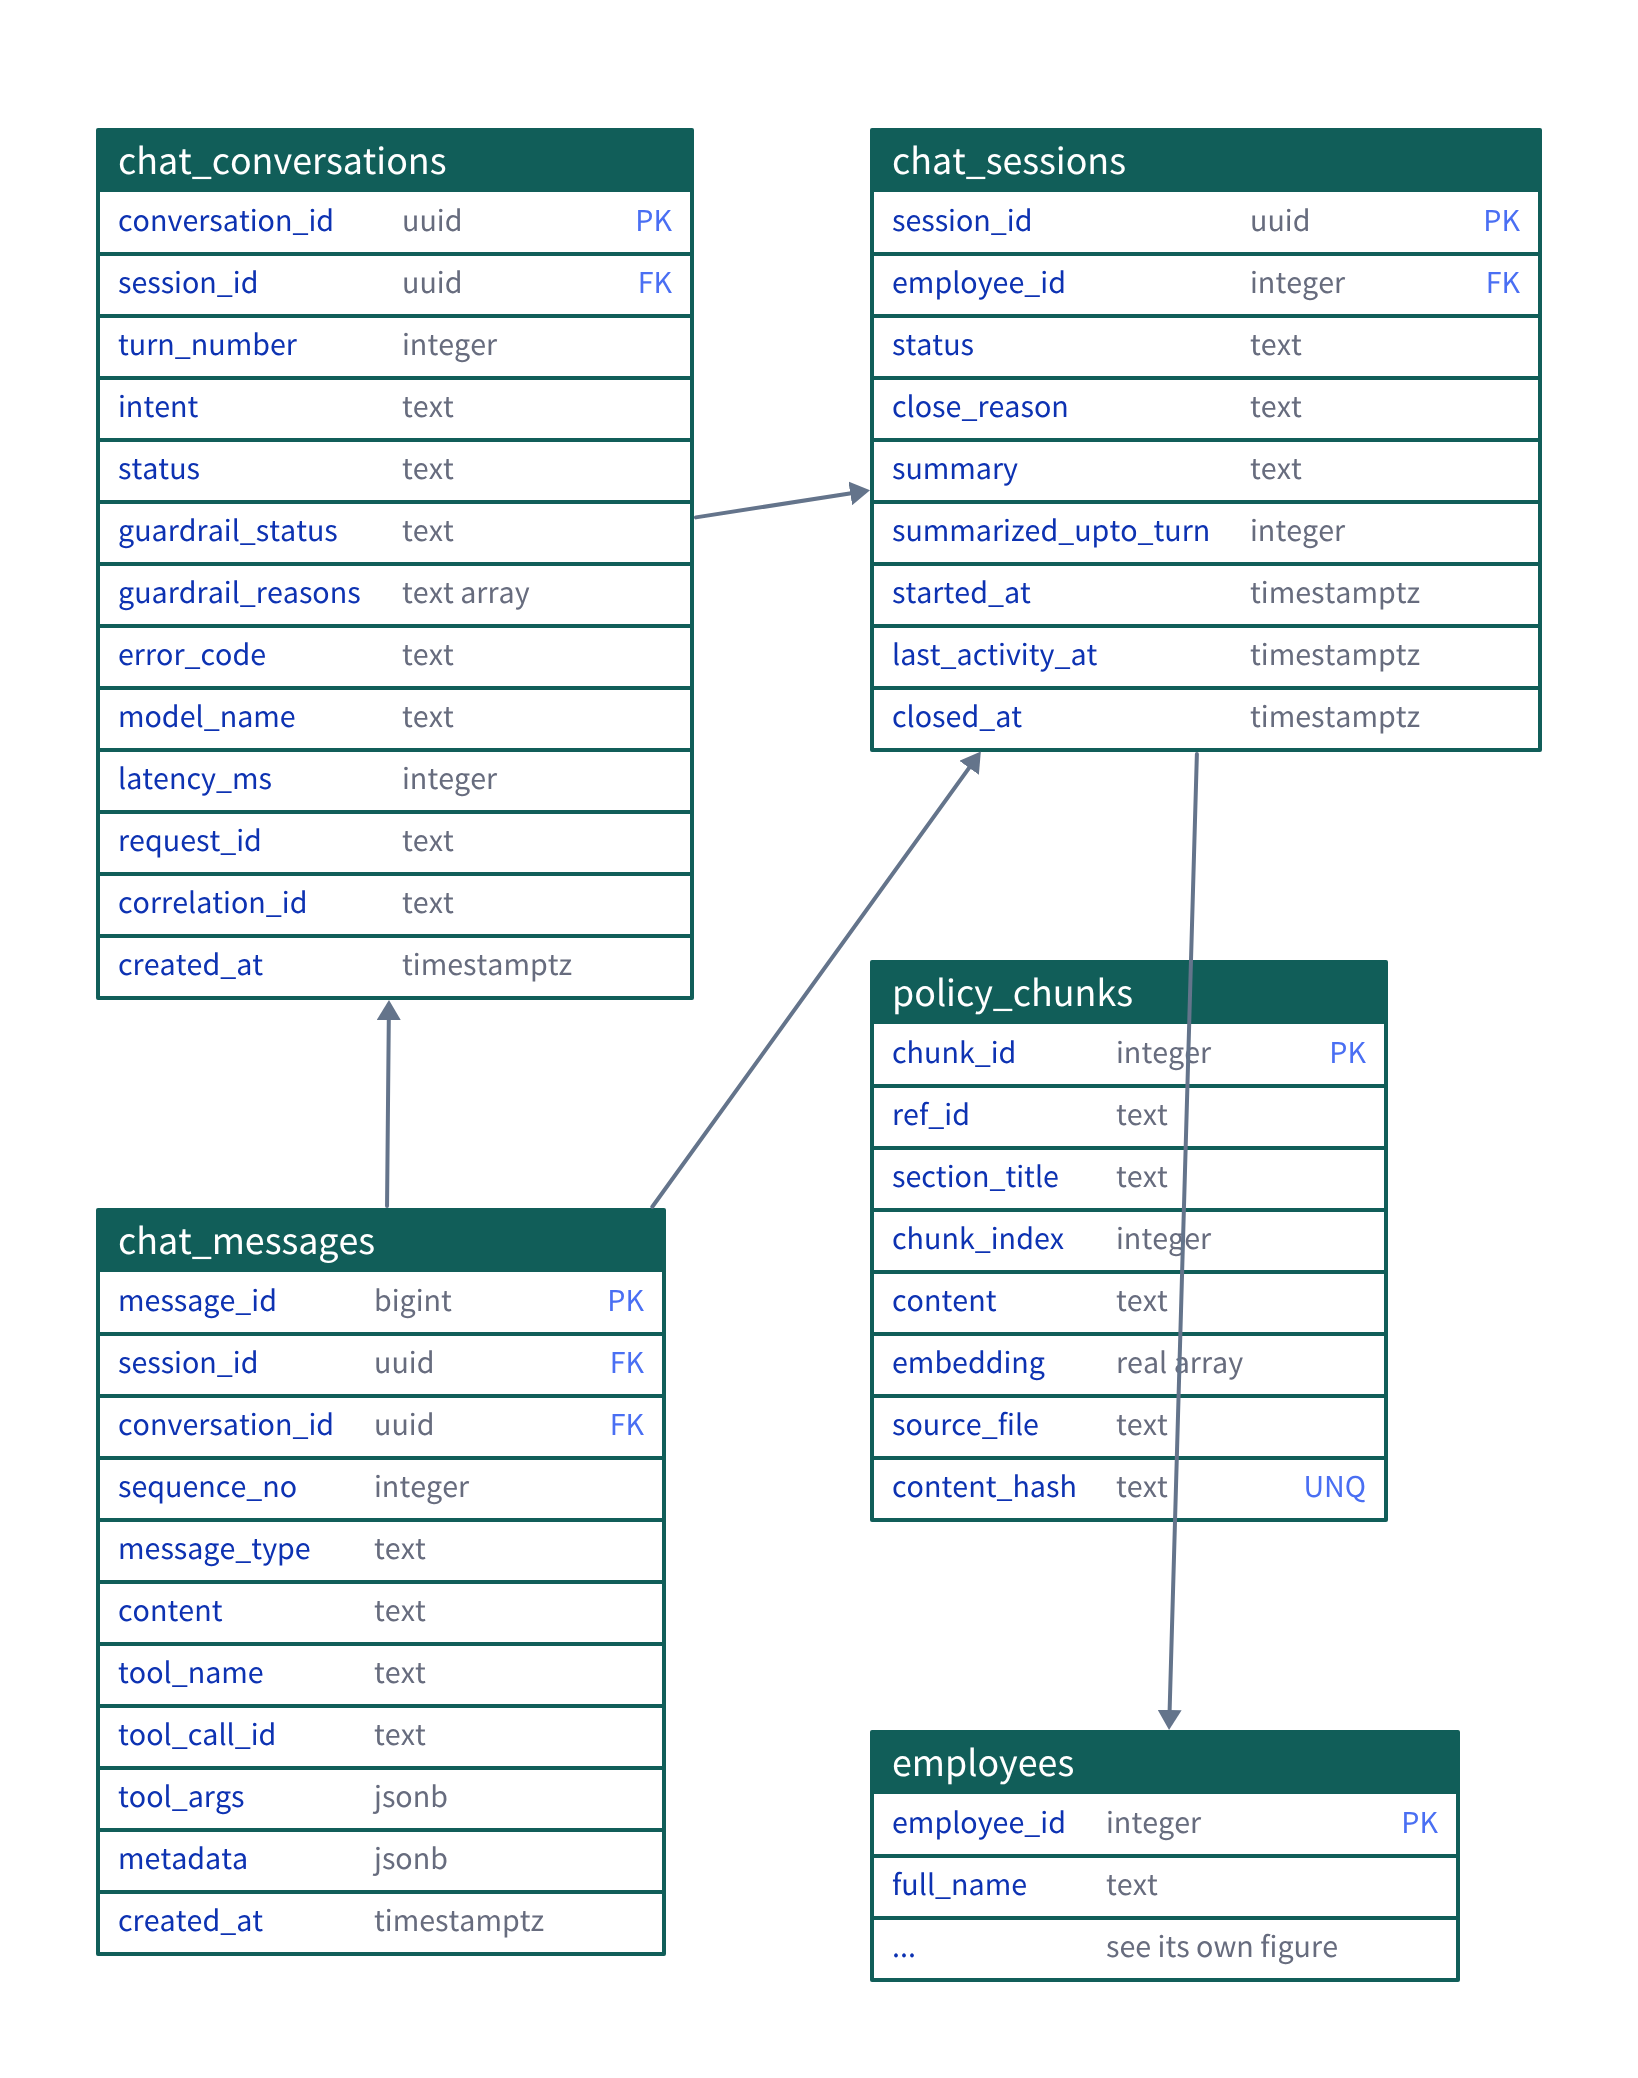 chat_conversations
conversation_id uuid PK
session_id uuid FK
turn_number integer
intent text
status text
guardrail_status text
guardrail_reasons text array
error_code text
model_name text
latency_ms integer
request_id text
correlation_id text
created_at timestamptz
chat_sessions
session_id uuid PK
employee_id integer FK
status text
close_reason text
summary text
summarized_upto_turn integer
started_at timestamptz
last_activity_at timestamptz
closed_at timestamptz
policy_chunks
chunk_id integer PK
ref_id text
section_title text
chunk_index integer
content text
embedding real array
source_file text
content_hash text UNQ
chat_messages
message_id bigint PK
session_id uuid FK
conversation_id uuid FK
sequence_no integer
message_type text
content text
tool_name text
tool_call_id text
tool_args jsonb
metadata jsonb
created_at timestamptz
employees
employee_id integer PK
full_name text
... see its own figure